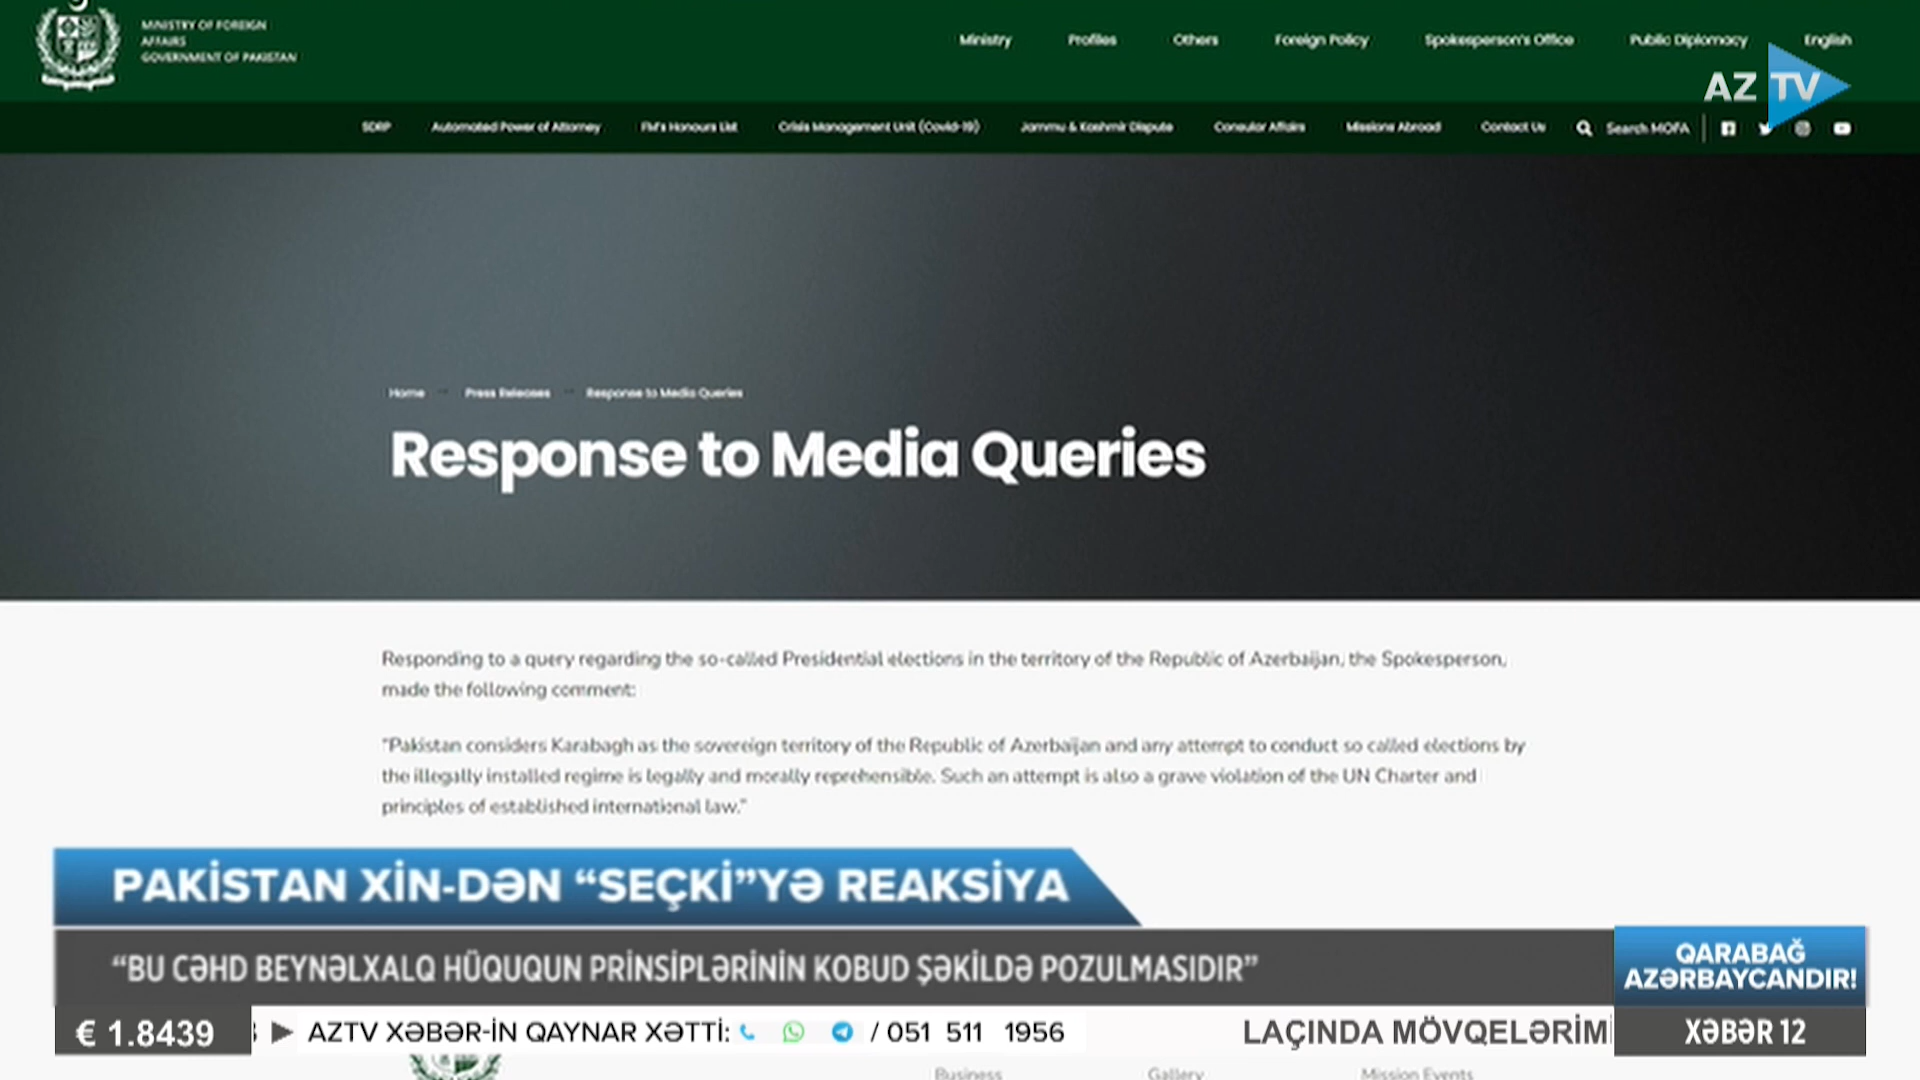 MINISTRY OF FOREIGN
AFFAIRS
GOVERNMENT OF PAKISTAN
Ministry Profiles Others Foreign Policy Spokesperson's Office Public Diplomacy English
AZ TV
SDRP Automated Power of Attorney FM's Honours List Crisis Management Unit (Covid-19) Jammu & Kashmir Dispute Consular Affairs Missions Abroad Contact Us Search MOFA
Home Press Releases Response to Media Queries
Response to Media Queries
Responding to a query regarding the so-called Presidential elections in the territory of the Republic of Azerbaijan, the Spokesperson,
made the following comment:
"Pakistan considers Karabagh as the sovereign territory of the Republic of Azerbaijan and any attempt to conduct so called elections by
the illegally installed regime is legally and morally reprehensible. Such an attempt is also a grave violation of the UN Charter and
principles of established international law."
PAKİSTAN XİN-DƏN “SEÇKİ”YƏ REAKSİYA
“BU CƏHD BEYNƏLXALQ HÜQUQUN PRİNSİPLƏRİNİN KOBUD ŞƏKİLDƏ POZULMASIDIR”
QARABAĞ
AZƏRBAYCANDIR!
€ 1.8439 AZTV XƏBƏR-İN QAYNAR XƏTTİ: / 051 511 1956 LAÇINDA MÖVQELƏRİMİ
XƏBƏR 12
Business Gallery Mission Events